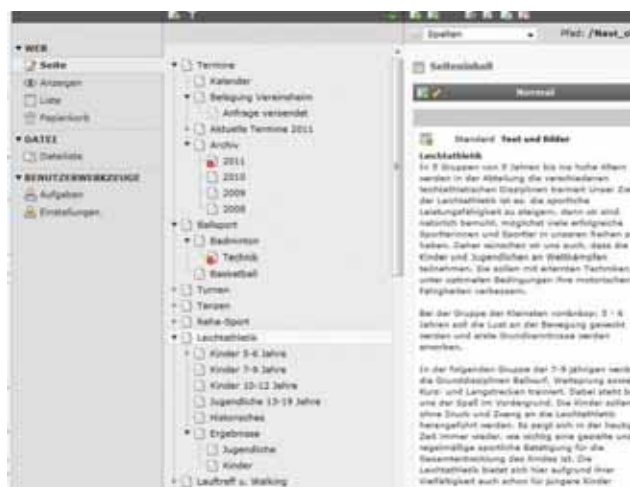 Spalten
Pfad: /Navi_o
WEB
Seite
Anzeigen
Liste
Papierkorb
DATEI
Dateiliste
BENUTZERWERKZEUGE
Aufgaben
Einstellungen
Termine
Kalender
Belegung Vereinsheim
Anfrage versendet
Aktuelle Termine 2011
Archiv
2011
2010
2009
2008
Ballsport
Badminton
Technik
Basketball
Turnen
Tanzen
Reha-Sport
Leichtathletik
Kinder 5-6 Jahre
Kinder 7-9 Jahre
Kinder 10-12 Jahre
Jugendliche 13-19 Jahre
Historisches
Ergebnisse
Jugendliche
Kinder
Lauftreff u. Walking
Seiteninhalt
Normal
Standard Text und Bilder
Leichtathletik
In 5 Gruppen von 5 Jahren bis ins hohe Alter
werden in der Abteilung die verschiedenen
leichtathletischen Disziplinen trainiert Unser Zie
der Leichtathletik ist es, die sportliche
Leistungsfähigkeit zu steigern, denn wir sind
natürlich bemüht, möglichst viele erfolgreiche
Sportlerinnen und Sportler in unseren Reihen z
haben. Daher wünschen wir uns auch, dass die
Kinder und Jugendlichen an Wettkämpfen
teilnehmen. Sie sollen mit erlernten Techniken
unter optimalen Bedingungen ihre motorischen
Fähigkeiten verbessern.
Bei der Gruppe der Kleinsten von&nbsp; 5 - 6
Jahren soll die Lust an der Bewegung geweckt
werden und erste Grundkenntnisse werden
erworben.
In der folgenden Gruppe der 7-9 jährigen werd
die Grunddisziplinen Ballwurf, Weitsprung sowie
Kurz- und Langstrecken trainiert. Dabei steht b
uns der Spaß im Vordergrund. Die Kinder sollen
ohne Druck und Zwang an die Leichtathletik
herangeführt werden. Es zeigt sich in der heutig
Zeit immer wieder, wie wichtig eine gezielte und
regelmäßige sportliche Betätigung für die
Gesamtentwicklung des Kindes ist. Die
Leichtathletik bietet sich hier aufgrund ihrer
Vielfältigkeit auch schon für jüngere Kinder